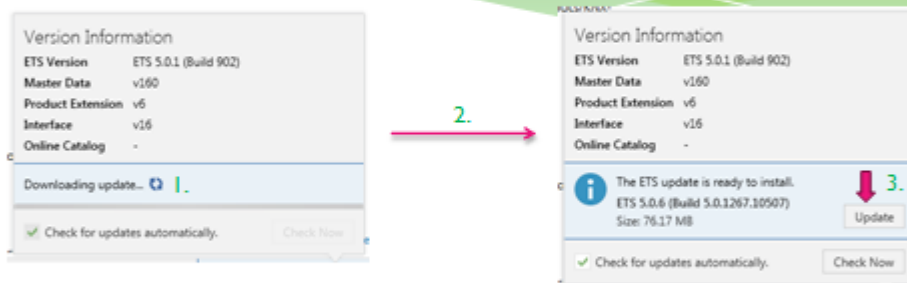 Version Information
ETS Version ETS 5.0.1 (Build 902)
Master Data v160
Product Extension v6
Interface v16
Online Catalog -
Downloading update... 1.
Check for updates automatically. Check Now
2.
Version Information
ETS Version ETS 5.0.1 (Build 902)
Master Data v160
Product Extension v6
Interface v16
Online Catalog -
The ETS update is ready to install.
ETS 5.0.6 (Build 5.0.1267.10507)
Size: 76.17 MB
3.
Update
Check for updates automatically. Check Now